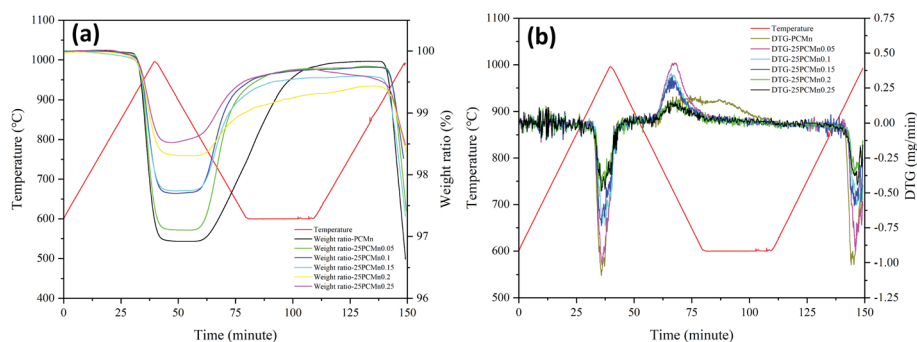 (a)
1100
1000
900
800
700
600
500
400
Temperature (°C)
0
25
50
75
100
125
150
Time (minute)
100
99
98
97
96
Weight ratio (%)
Temperature
Weight ratio-PCMn
Weight ratio-25PCMn0.05
Weight ratio-25PCMn0.1
Weight ratio-25PCMn0.15
Weight ratio-25PCMn0.2
Weight ratio-25PCMn0.25
(b)
1100
1000
900
800
700
600
500
Temperature (°C)
0
25
50
75
100
125
150
Time (minute)
0.75
0.50
0.25
0.00
-0.25
-0.50
-0.75
-1.00
-1.25
DTG (mg/min)
Temperature
DTG-PCMn
DTG-25PCMn0.05
DTG-25PCMn0.1
DTG-25PCMn0.15
DTG-25PCMn0.2
DTG-25PCMn0.25